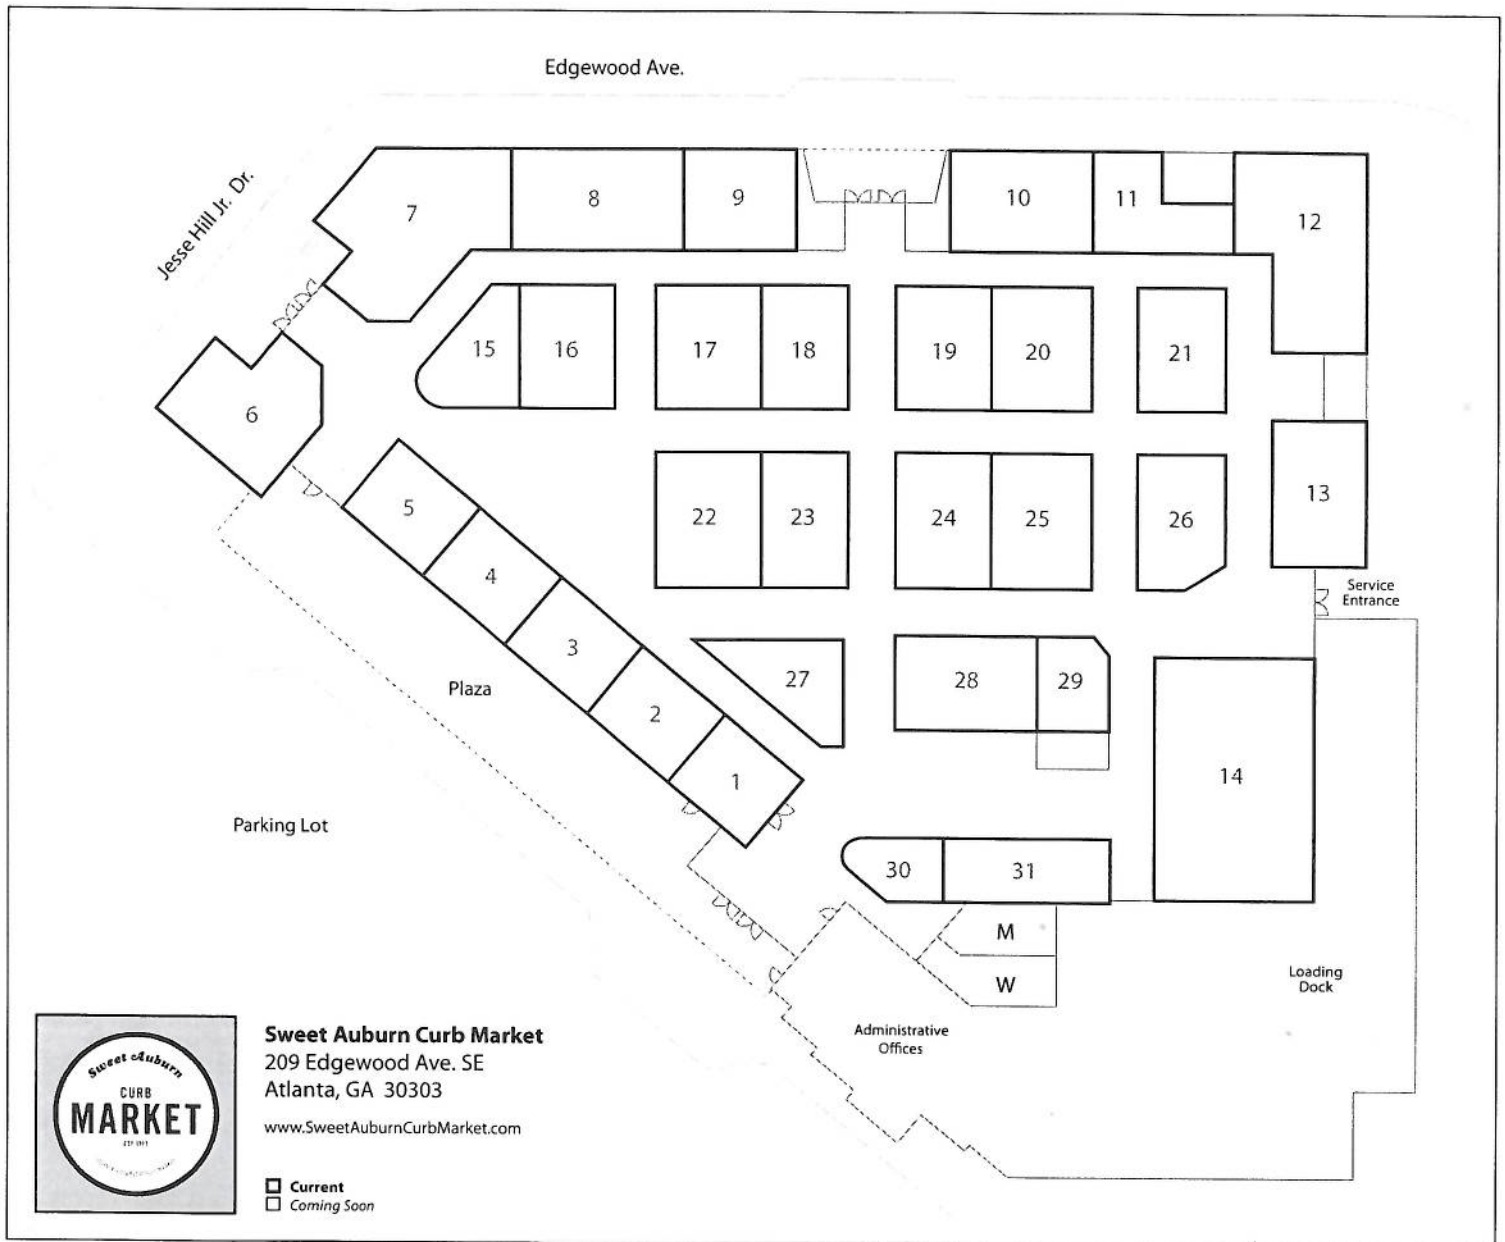 Edgewood Ave.
Jesse Hill Jr. Dr.
7
8
9
10
11
12
15
16
17
18
19
20
21
6
5
22
23
24
25
26
13
4
Service
Entrance
3
27
28
29
Plaza
2
1
14
Parking Lot
30
31
M
W
Loading
Dock
Administrative
Offices
Sweet Auburn
CURB
MARKET
Sweet Auburn Curb Market
209 Edgewood Ave. SE
Atlanta, GA 30303
www.SweetAuburnCurbMarket.com
Current
Coming Soon